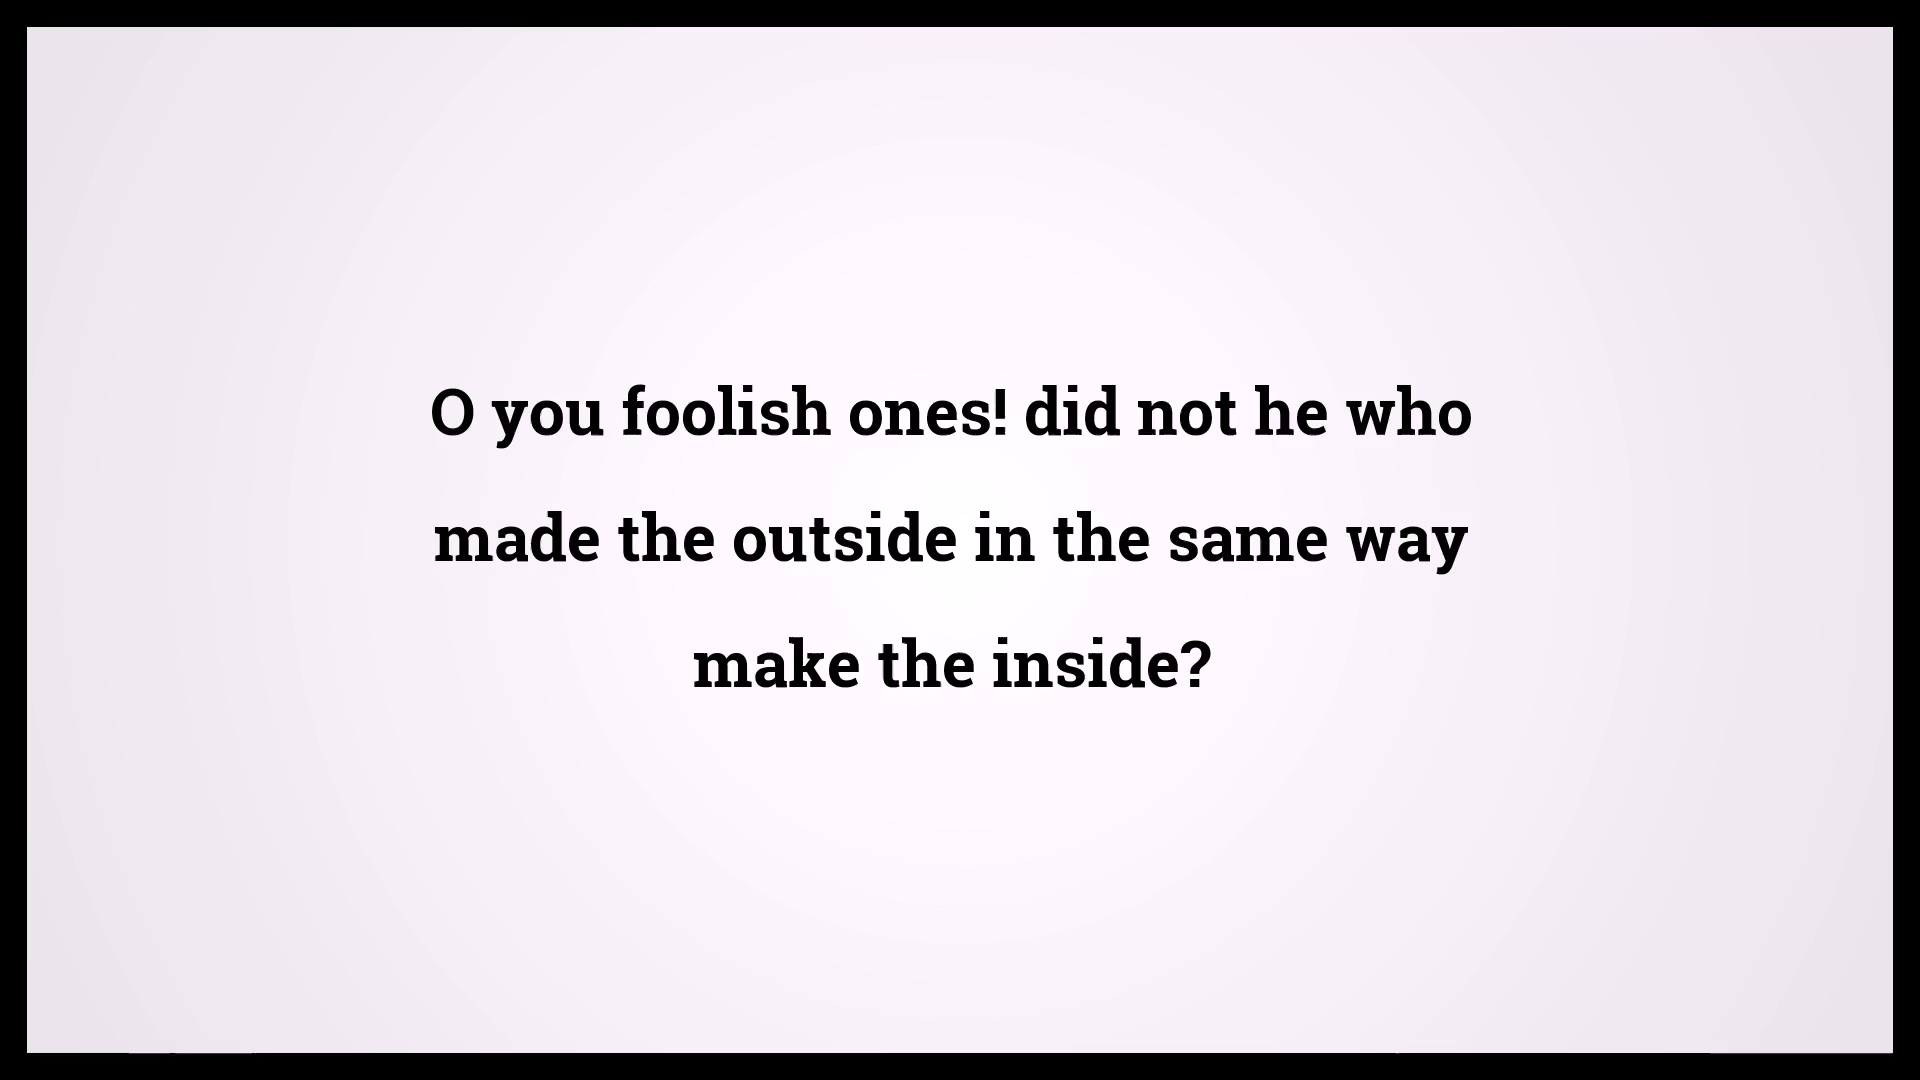 O you foolish ones! did not he who
made the outside in the same way
make the inside?